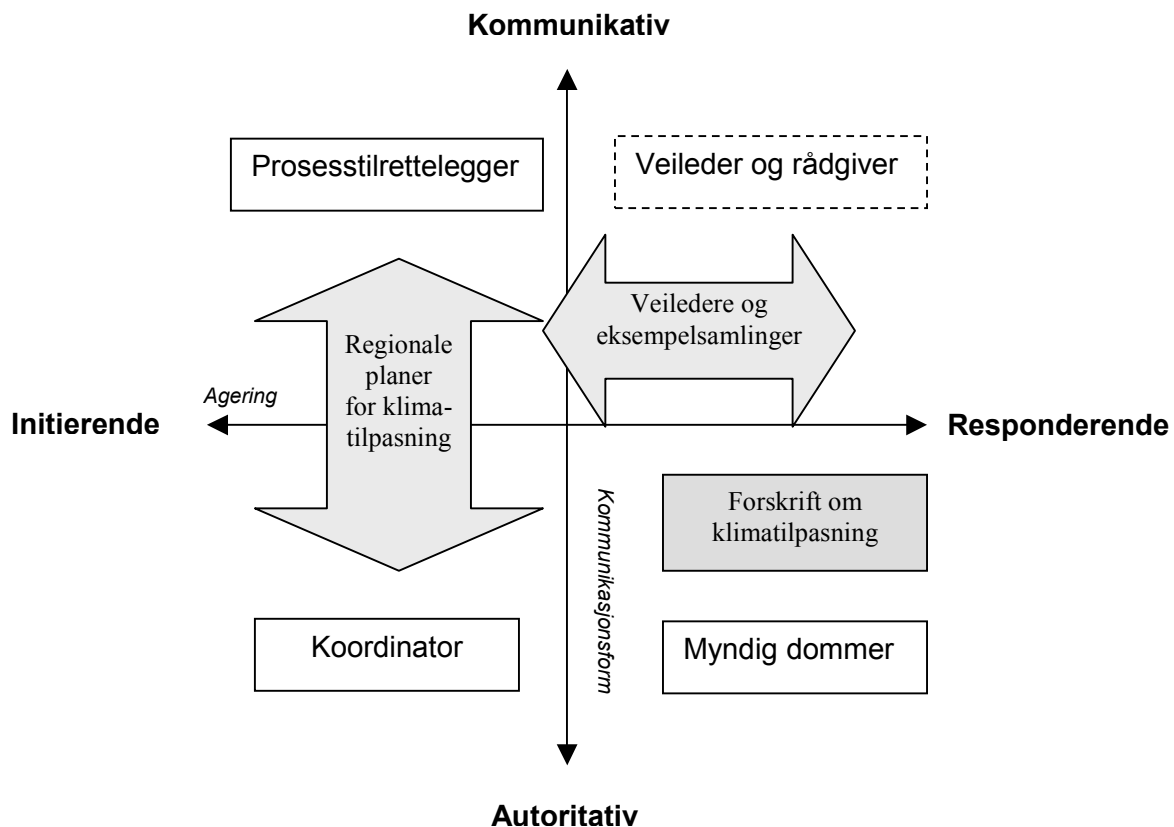 Kommunikativ
Prosesstilrettelegger
Veileder og rådgiver
Veiledere og
eksempelsamlinger
Regionale
planer
for klima-
tilpasning
Agering
Initierende
Responderende
Kommunikasjonsform
Forskrift om
klimatilpasning
Koordinator
Myndig dommer
Autoritativ